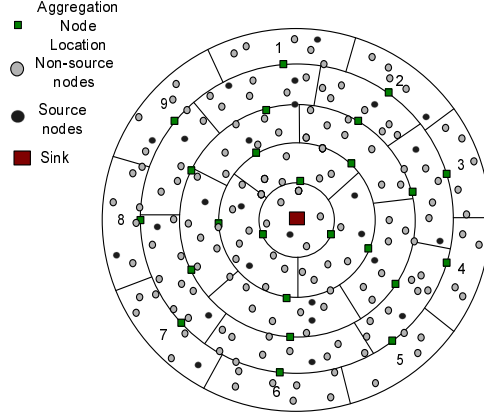 Aggregation
Node
Location
Non-source
nodes
Source
nodes
Sink
1
2
3
4
5
6
7
8
9